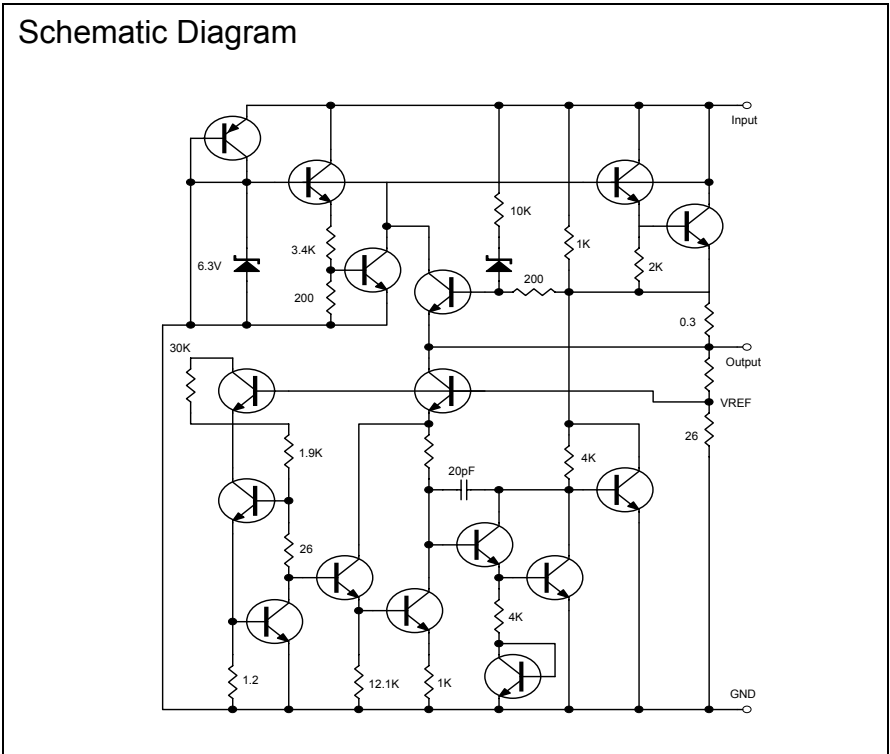 Schematic Diagram
Input
10K
1K
3.4K
2K
6.3V
200
200
0.3
30K
Output
VREF
26
1.9K
4K
20pF
26
4K
1.2
12.1K
1K
GND